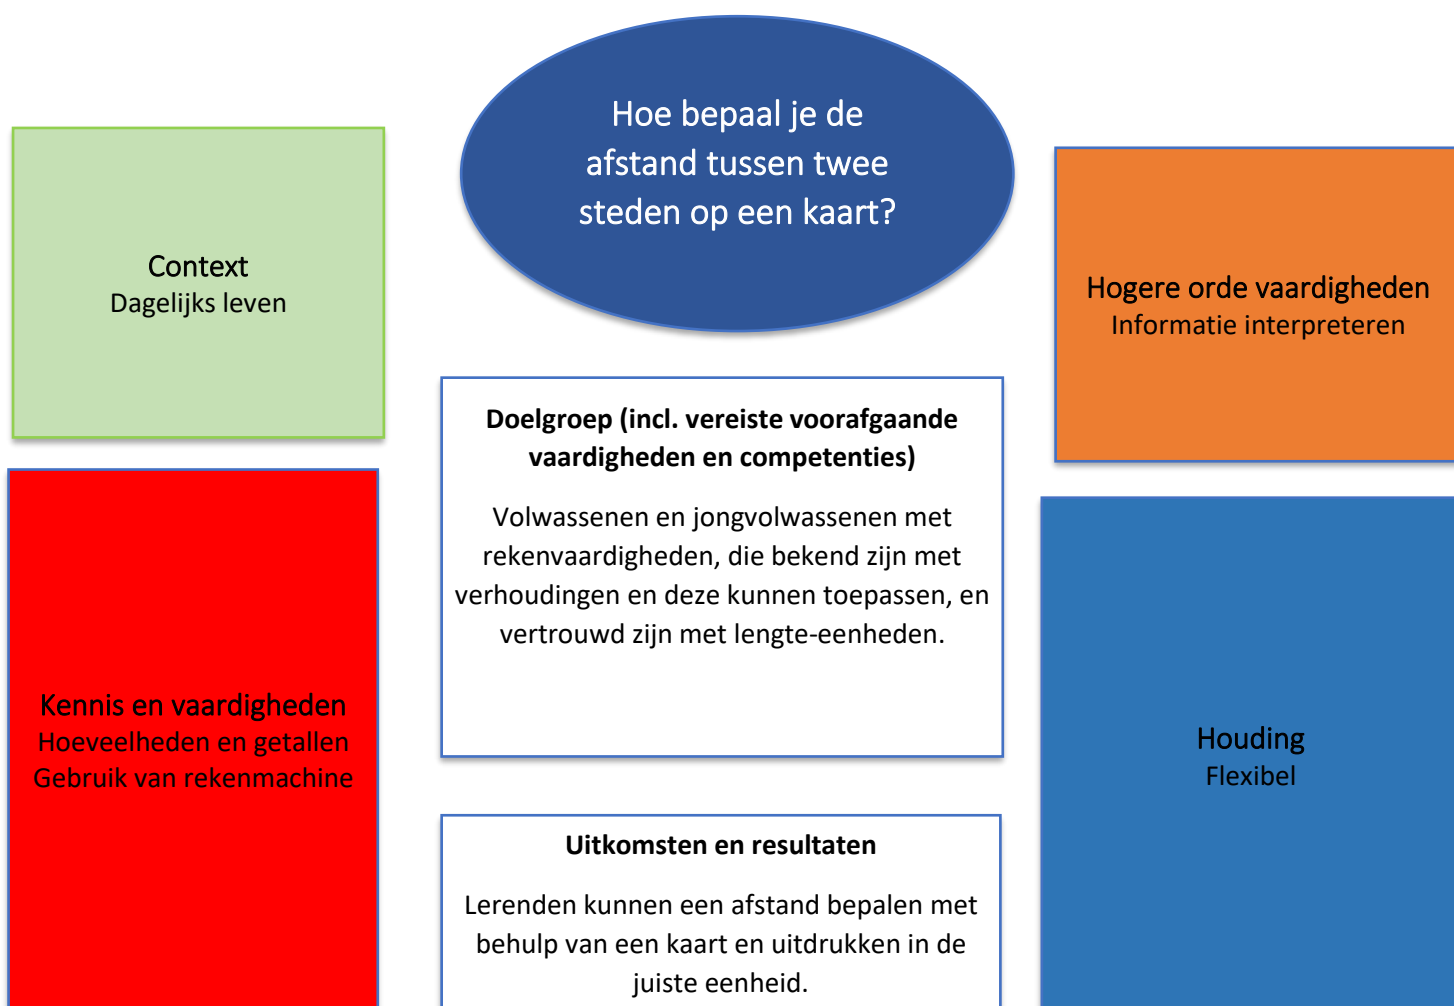 Hoe bepaal je de
afstand tussen twee
steden op een kaart?
Context
Dagelijks leven
Hogere orde vaardigheden
Informatie interpreteren
Doelgroep (incl. vereiste voorafgaande
vaardigheden en competenties)
Volwassenen en jongvolwassenen met
rekenvaardigheden, die bekend zijn met
verhoudingen en deze kunnen toepassen, en
vertrouwd zijn met lengte-eenheden.
Kennis en vaardigheden
Hoeveelheden en getallen
Gebruik van rekenmachine
Houding
Flexibel
Uitkomsten en resultaten
Lerenden kunnen een afstand bepalen met
behulp van een kaart en uitdrukken in de
juiste eenheid.